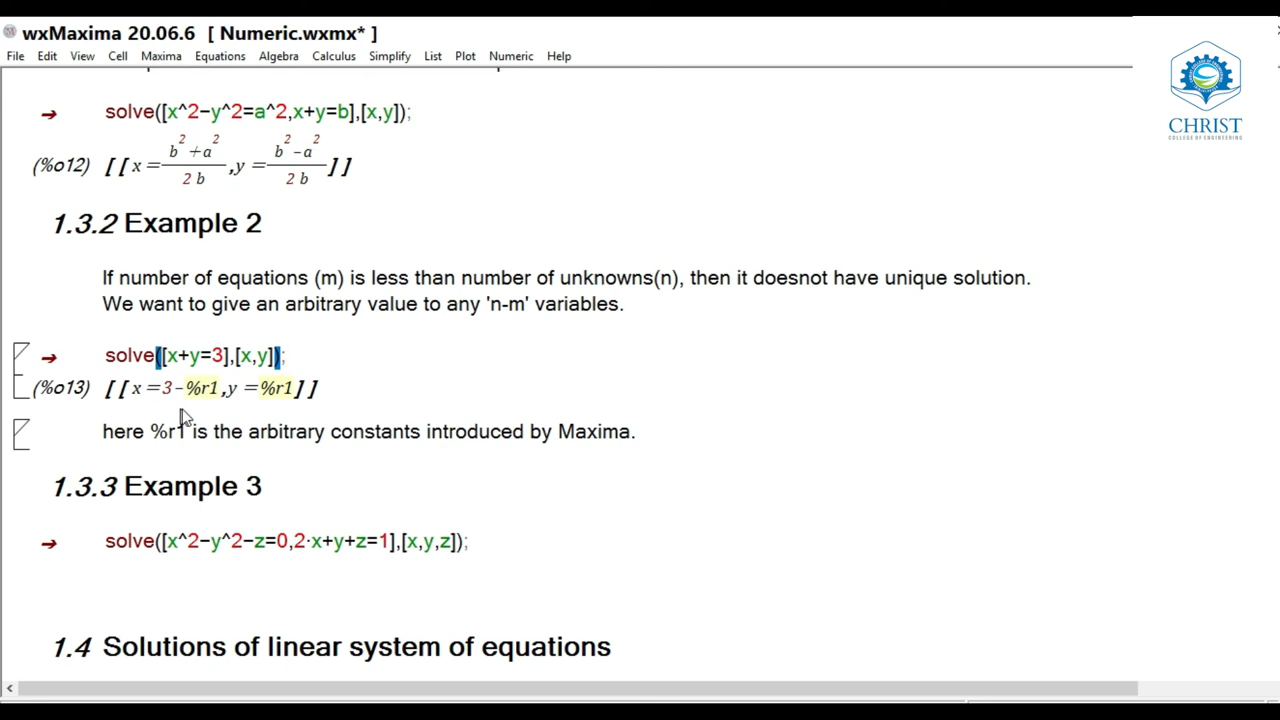 wxMaxima 20.06.6 [ Numeric.wxmx* ]
File Edit View Cell Maxima Equations Algebra Calculus Simplify List Plot Numeric Help
CHRIST
COLLEGE OF ENGINEERING
solve([x^2−y^2=a^2,x+y=b],[x,y]);
(%o12) [[x=(b^2+a^2)/(2 b),y=(b^2−a^2)/(2 b)]]
1.3.2 Example 2
If number of equations (m) is less than number of unknowns(n), then it doesnot have unique solution.
We want to give an arbitrary value to any 'n-m' variables.
solve([x+y=3],[x,y]);
(%o13) [[x=3−%r1,y=%r1]]
here %r1 is the arbitrary constants introduced by Maxima.
1.3.3 Example 3
solve([x^2−y^2−z=0,2·x+y+z=1],[x,y,z]);
1.4 Solutions of linear system of equations